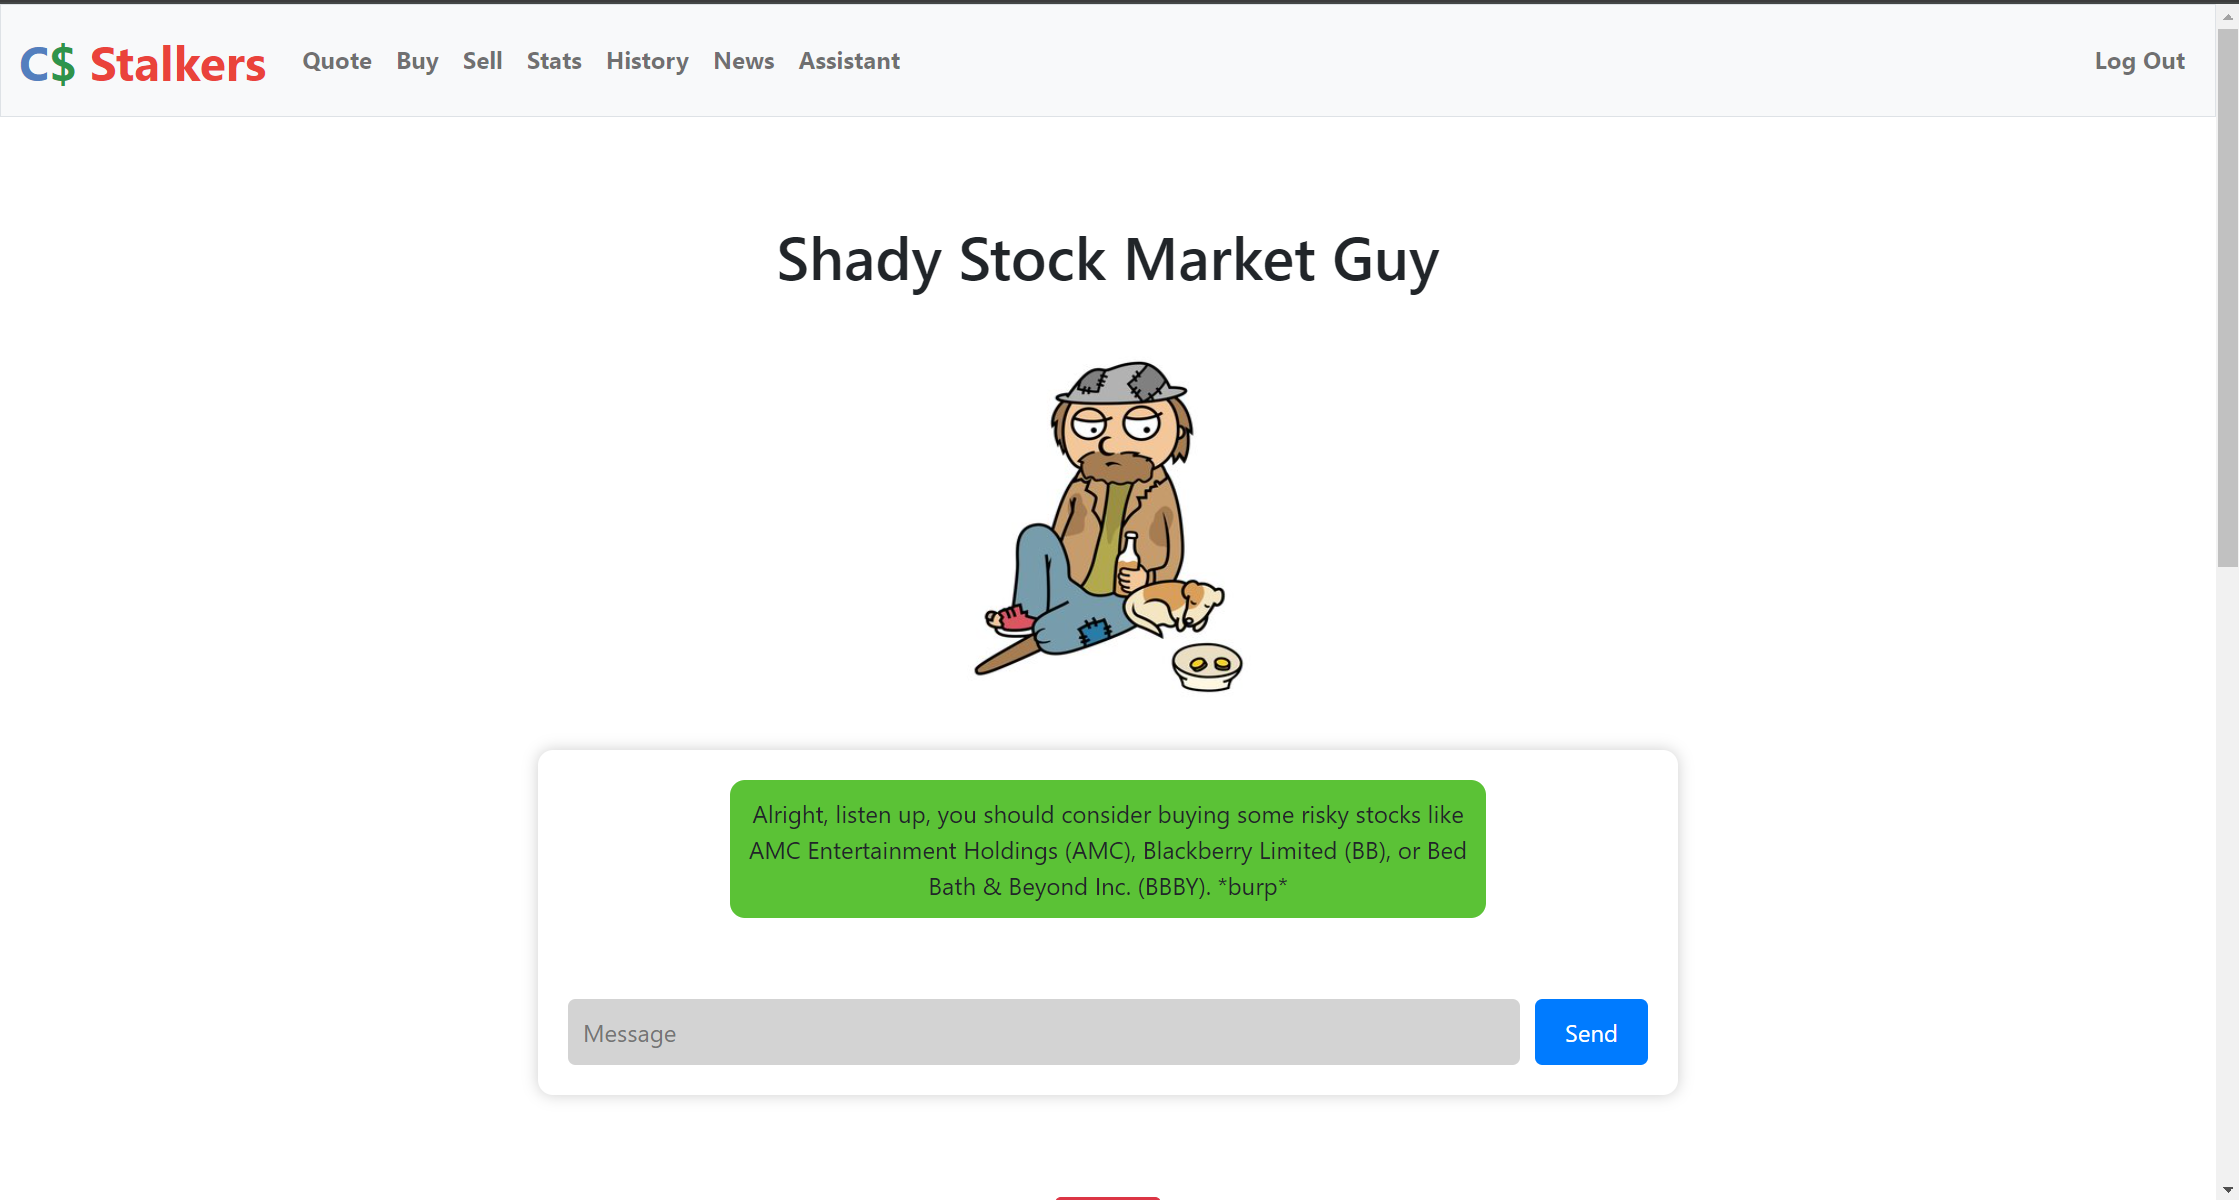 C$ Stalkers Quote Buy Sell Stats History News Assistant Log Out
Shady Stock Market Guy
Alright, listen up, you should consider buying some risky stocks like
AMC Entertainment Holdings (AMC), Blackberry Limited (BB), or Bed
Bath & Beyond Inc. (BBBY). *burp*
Message Send